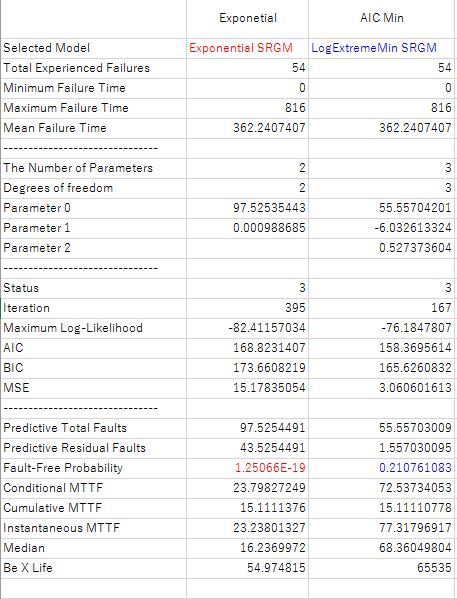 Exponetial AIC Min
Selected Model Exponential SRGM LogExtremeMin SRGM
Total Experienced Failures 54 54
Minimum Failure Time 0 0
Maximum Failure Time 816 816
Mean Failure Time 362.2407407 362.2407407
-------------------------------
The Number of Parameters 2 3
Degrees of freedom 2 3
Parameter 0 97.52535443 55.55704201
Parameter 1 0.000988685 -6.032613324
Parameter 2 0.527373604
-------------------------------
Status 3 3
Iteration 395 167
Maximum Log-Likelihood -82.41157034 -76.1847807
AIC 168.8231407 158.3695614
BIC 173.6608219 165.6260832
MSE 15.17835054 3.060601613
-------------------------------
Predictive Total Faults 97.5254491 55.55703009
Predictive Residual Faults 43.5254491 1.557030095
Fault-Free Probability 1.25066E-19 0.210761083
Conditional MTTF 23.79827249 72.53734053
Cumulative MTTF 15.1111376 15.11110778
Instantaneous MTTF 23.23801327 77.31796917
Median 16.2369972 68.36049804
Be X Life 54.974815 65535